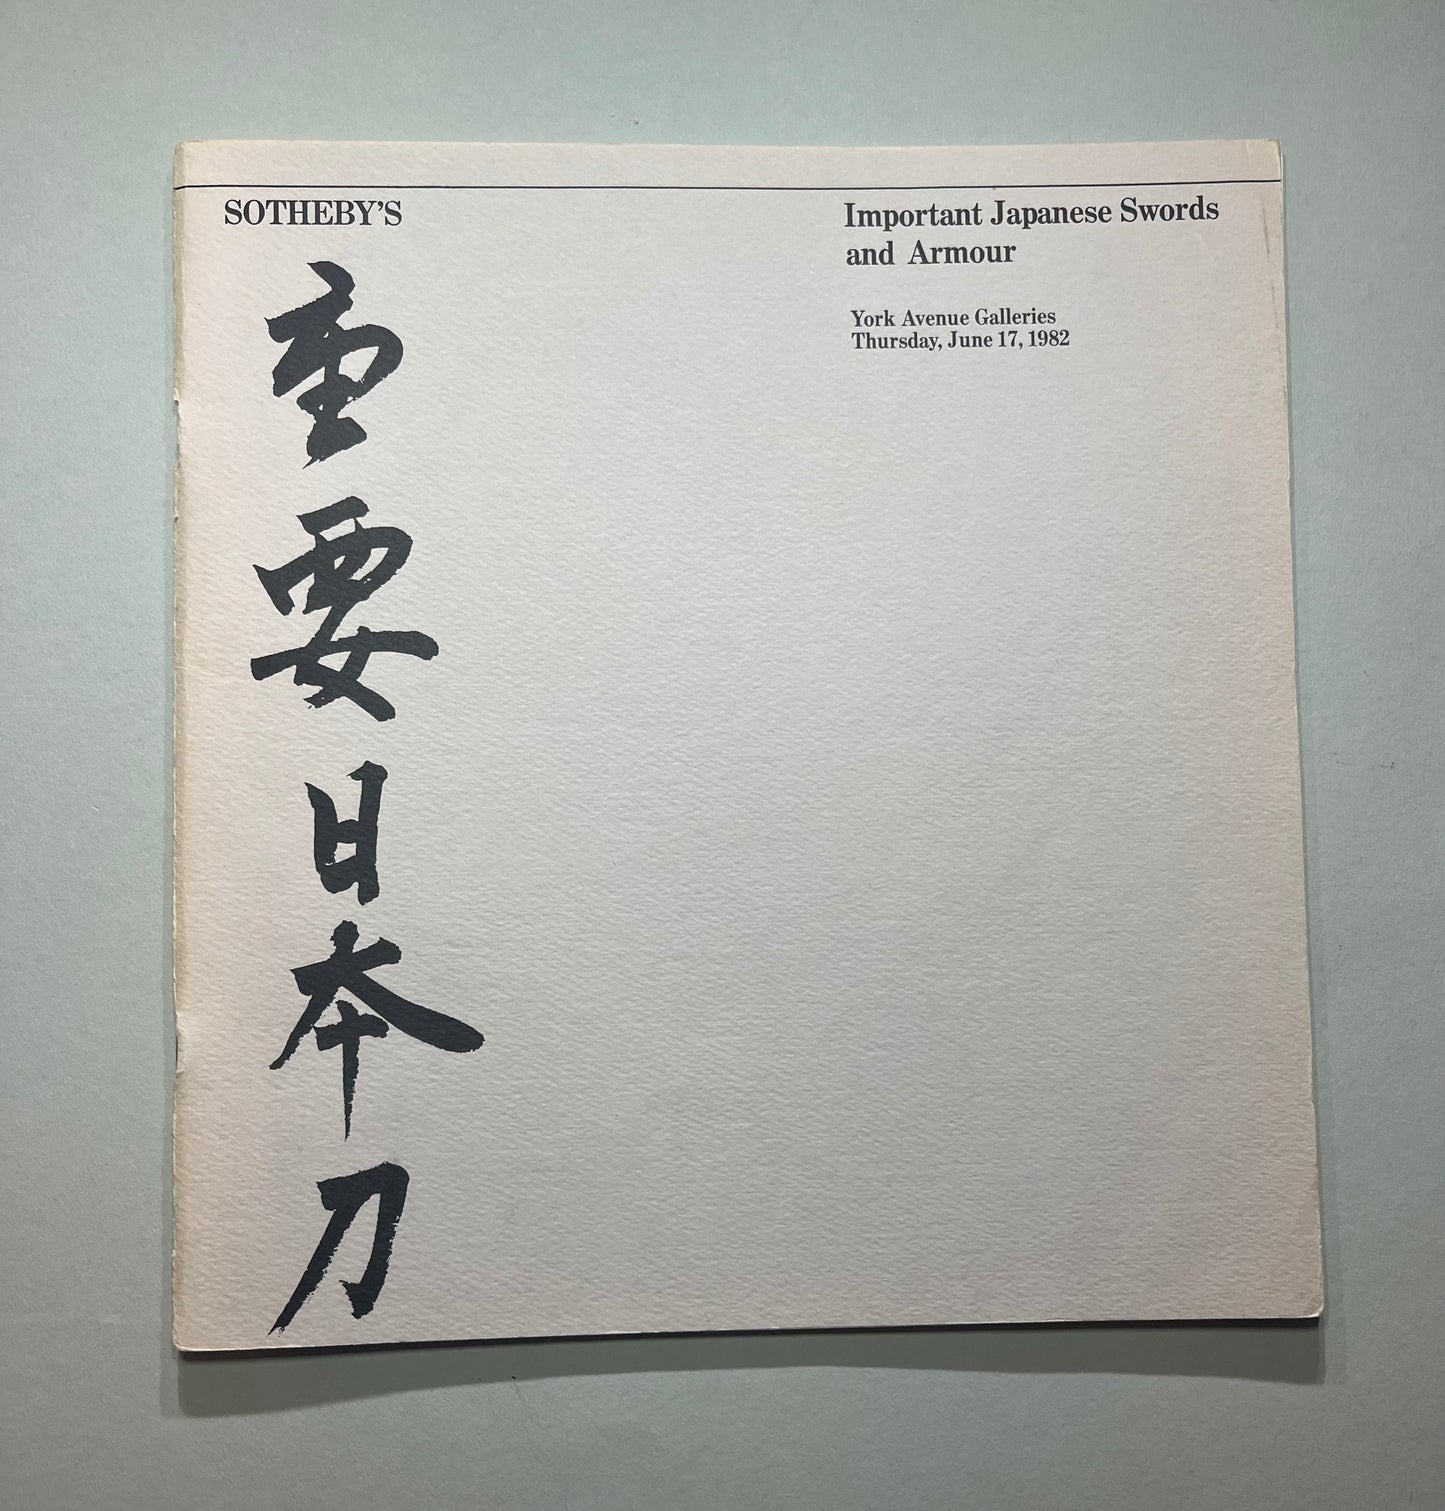 SOTHEBY'S
Important Japanese Swords
and Armour
York Avenue Galleries
Thursday, June 17, 1982
重要日本刀